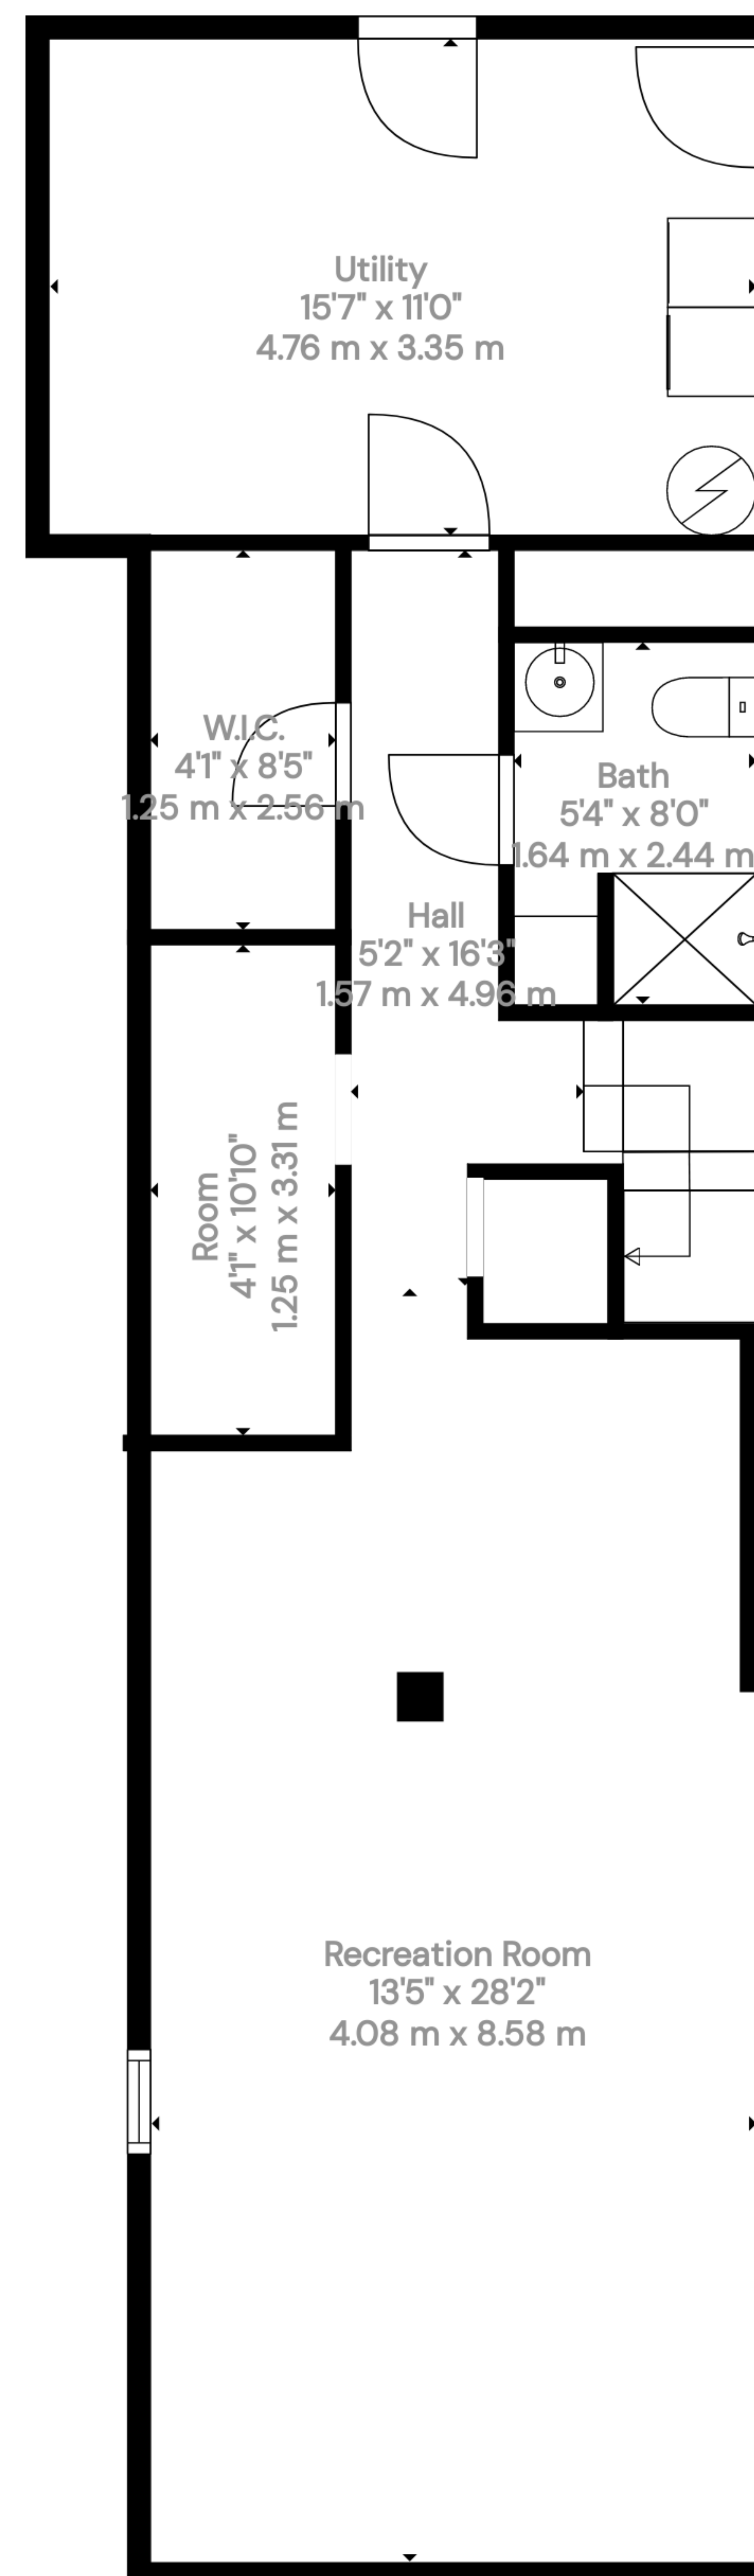 Utility
15'7" x 11'0"
4.76 m x 3.35 m
W.I.C.
4'1" x 8'5"
1.25 m x 2.56 m
Bath
5'4" x 8'0"
1.64 m x 2.44 m
Hall
5'2" x 16'3"
1.57 m x 4.96 m
Room
4'1" x 10'10"
1.25 m x 3.31 m
Recreation Room
13'5" x 28'2"
4.08 m x 8.58 m